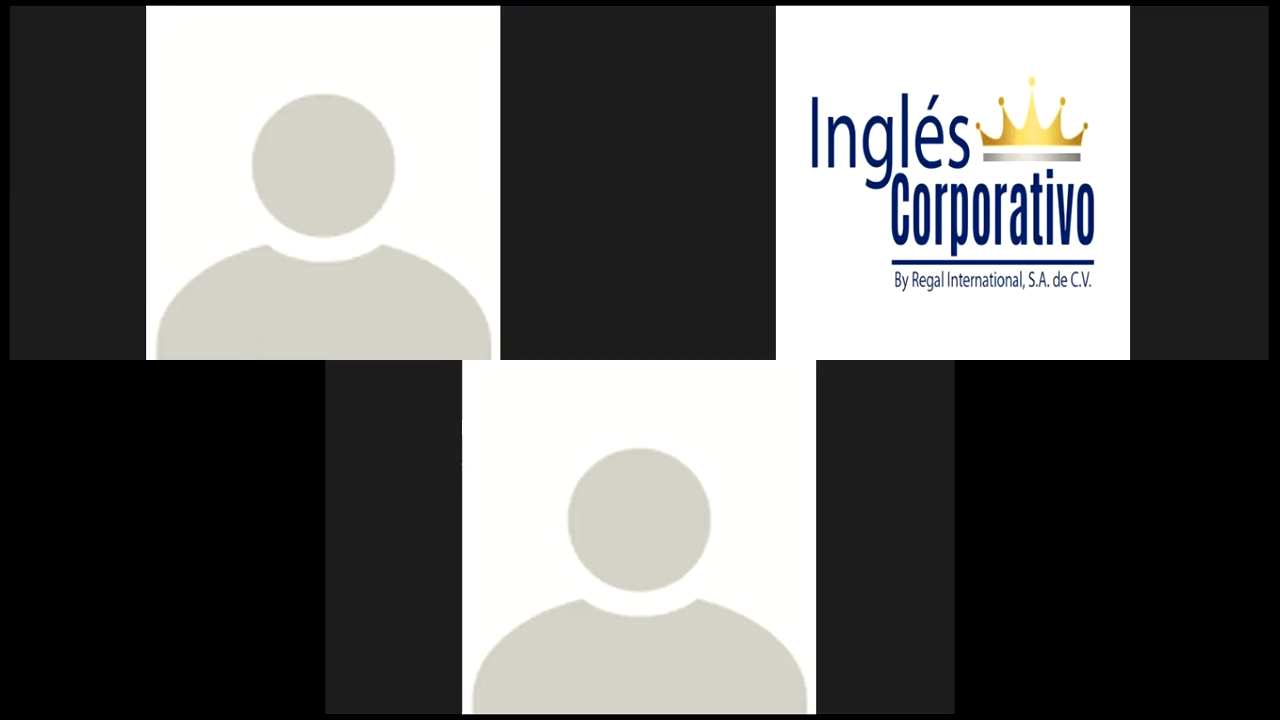 Inglés
Corporativo
By Regal International, S.A. de C.V.